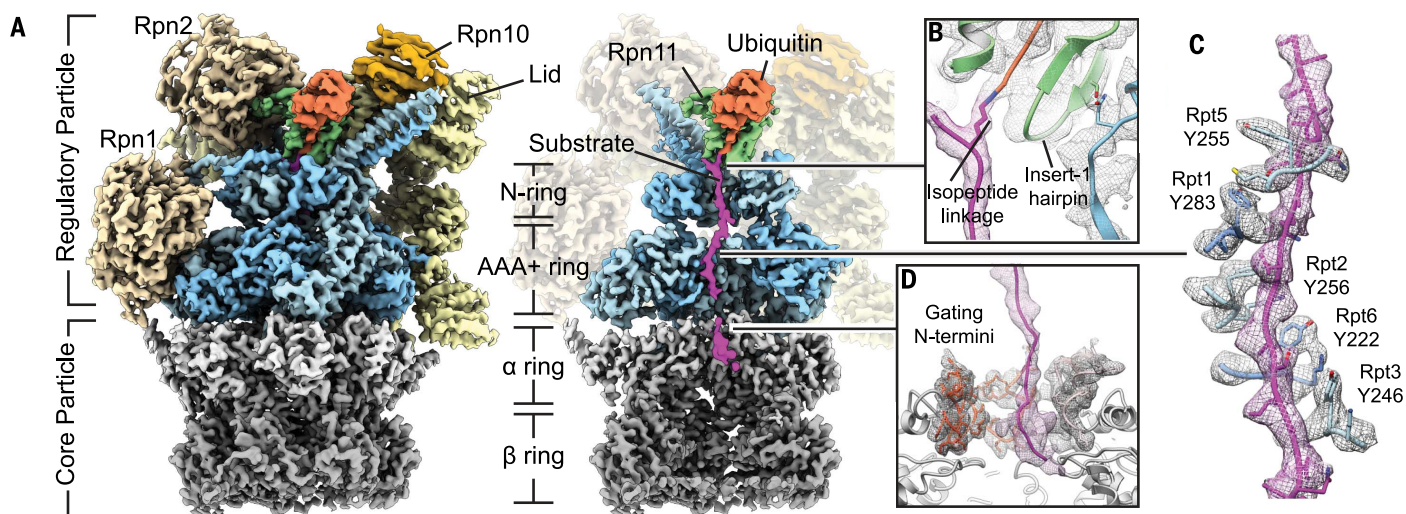 A
Regulatory Particle
Core Particle
Rpn2
Rpn10
Lid
Rpn1
Rpn11
Ubiquitin
Substrate
N-ring
AAA+ ring
α ring
β ring
B
Isopeptide
linkage
Insert-1
hairpin
D
Gating
N-termini
C
Rpt5
Y255
Rpt1
Y283
Rpt2
Y256
Rpt6
Y222
Rpt3
Y246